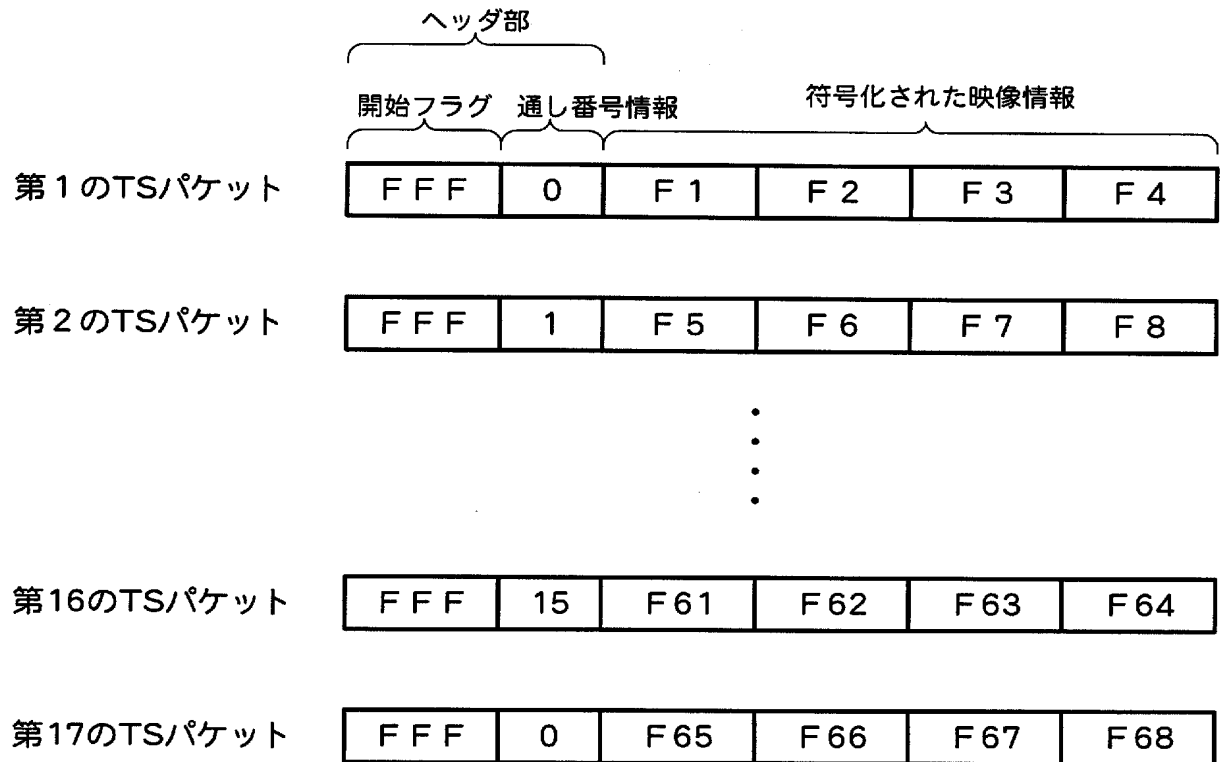 ヘッダ部
開始フラグ 通し番号情報 符号化された映像情報
第1のTSパケット FFF 0 F1 F2 F3 F4
第2のTSパケット FFF 1 F5 F6 F7 F8
第16のTSパケット FFF 15 F61 F62 F63 F64
第17のTSパケット FFF 0 F65 F66 F67 F68